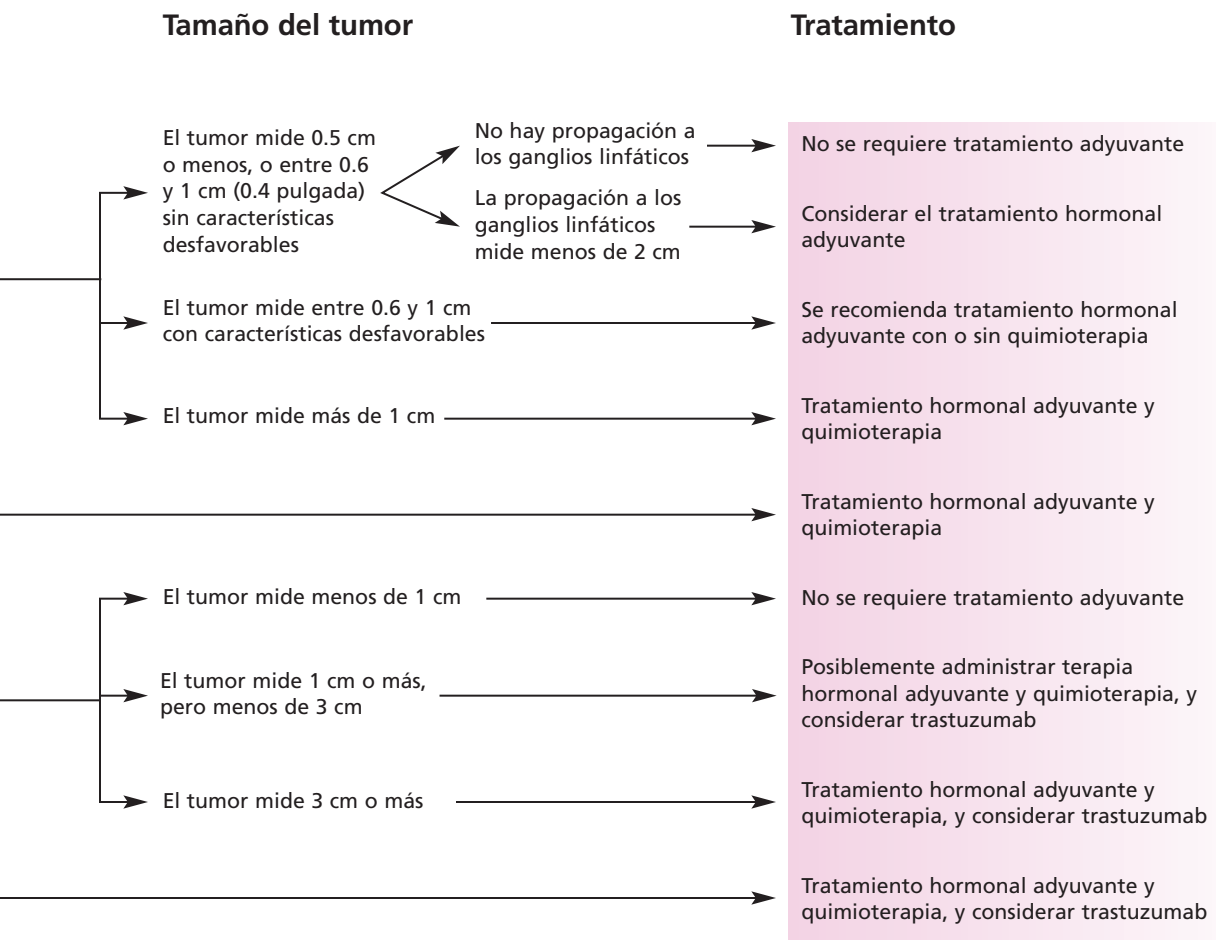 Tamaño del tumor
Tratamiento
El tumor mide 0.5 cm
o menos, o entre 0.6
y 1 cm (0.4 pulgada)
sin características
desfavorables
No hay propagación a
los ganglios linfáticos
No se requiere tratamiento adyuvante
La propagación a los
ganglios linfáticos
mide menos de 2 cm
Considerar el tratamiento hormonal
adyuvante
El tumor mide entre 0.6 y 1 cm
con características desfavorables
Se recomienda tratamiento hormonal
adyuvante con o sin quimioterapia
El tumor mide más de 1 cm
Tratamiento hormonal adyuvante y
quimioterapia
Tratamiento hormonal adyuvante y
quimioterapia
El tumor mide menos de 1 cm
No se requiere tratamiento adyuvante
El tumor mide 1 cm o más,
pero menos de 3 cm
Posiblemente administrar terapia
hormonal adyuvante y quimioterapia, y
considerar trastuzumab
El tumor mide 3 cm o más
Tratamiento hormonal adyuvante y
quimioterapia, y considerar trastuzumab
Tratamiento hormonal adyuvante y
quimioterapia, y considerar trastuzumab